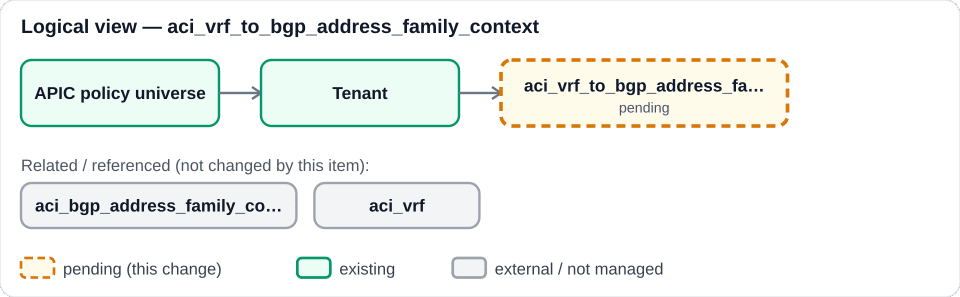 Logical view — aci_vrf_to_bgp_address_family_context
APIC policy universe
Tenant
aci_vrf_to_bgp_address_fa…
pending
Related / referenced (not changed by this item):
aci_bgp_address_family_co…
aci_vrf
pending (this change)
existing
external / not managed